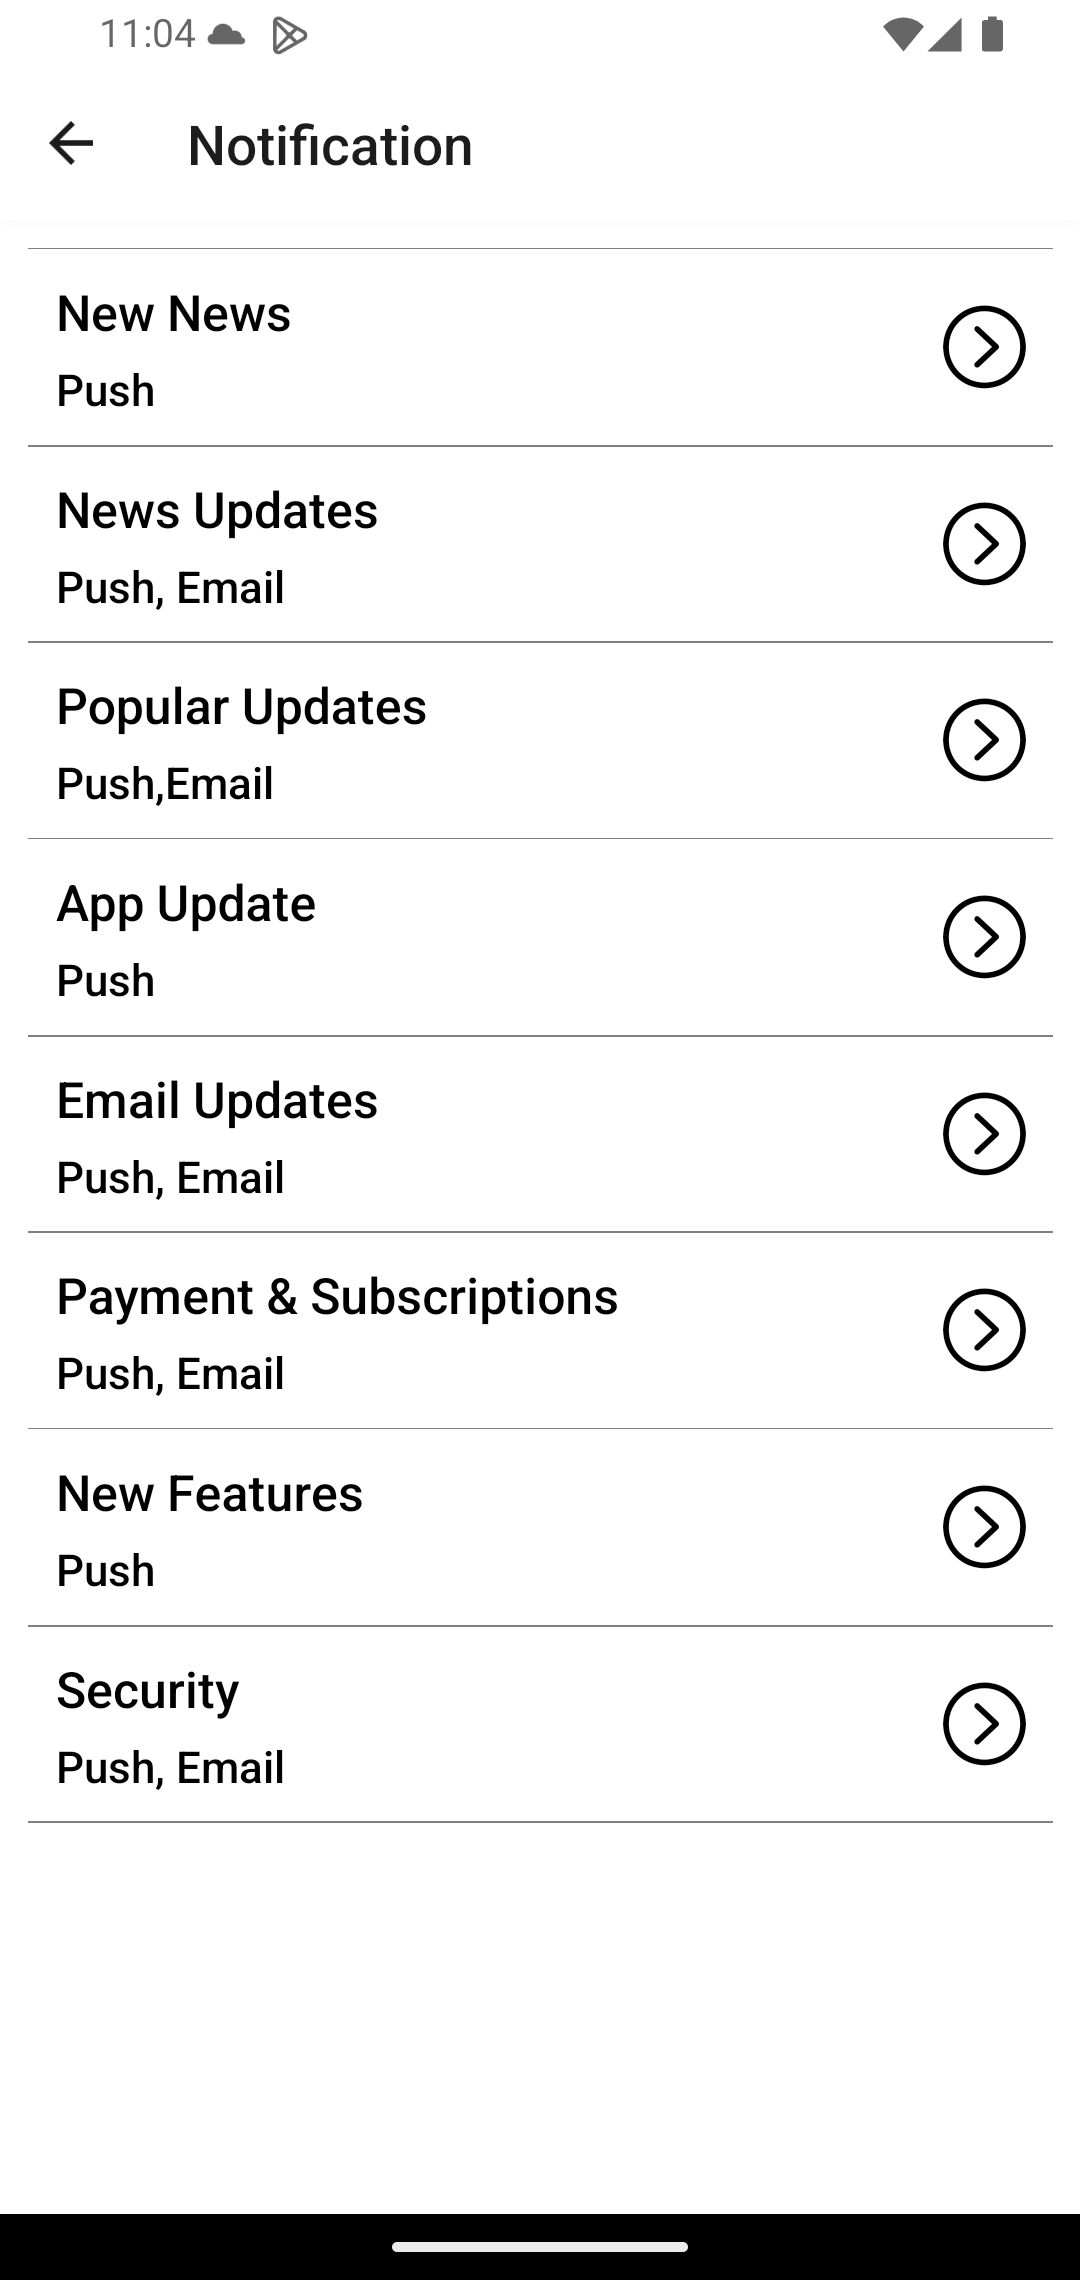 11:04
Notification
New News
Push
News Updates
Push, Email
Popular Updates
Push,Email
App Update
Push
Email Updates
Push, Email
Payment & Subscriptions
Push, Email
New Features
Push
Security
Push, Email